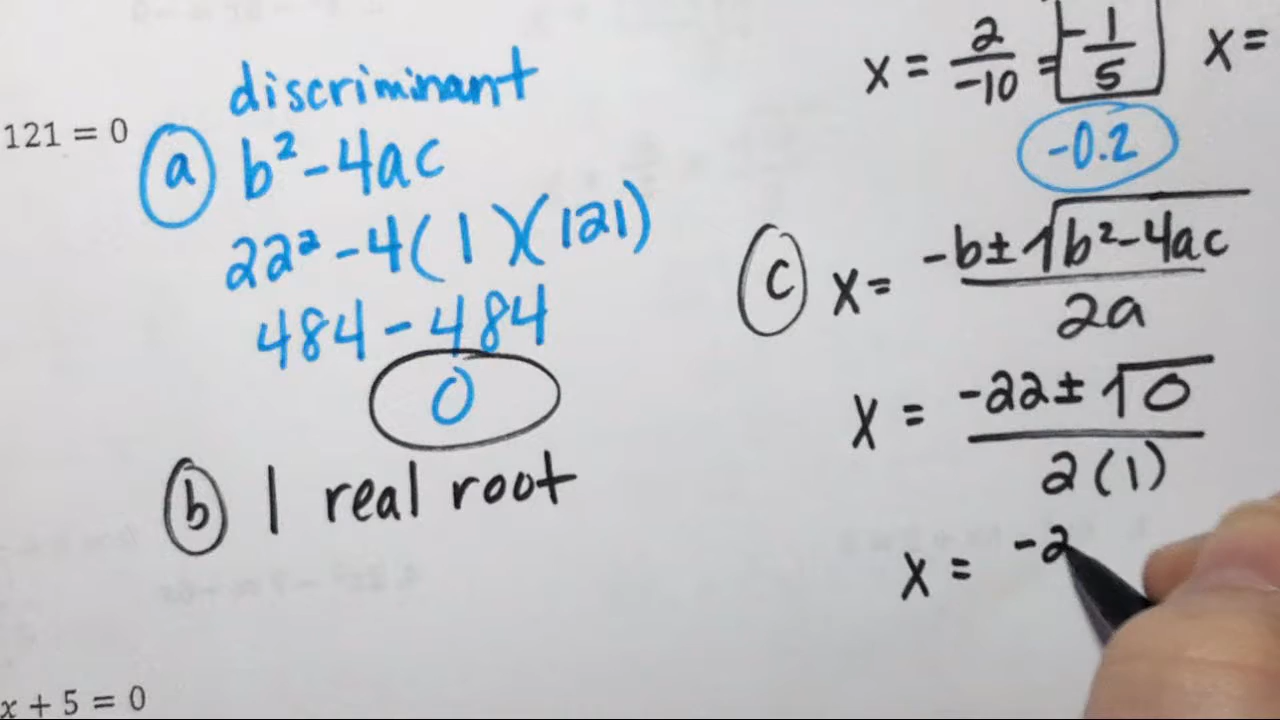 121 = 0
discriminant
ⓐ b² - 4ac
22² - 4(1)(121)
484 - 484
0
ⓑ 1 real root
x + 5 = 0
x = 2/-10 = -1/5 x =
-0.2
ⓒ x = -b±√b²-4ac / 2a
x = -22±√0 / 2(1)
x = -2